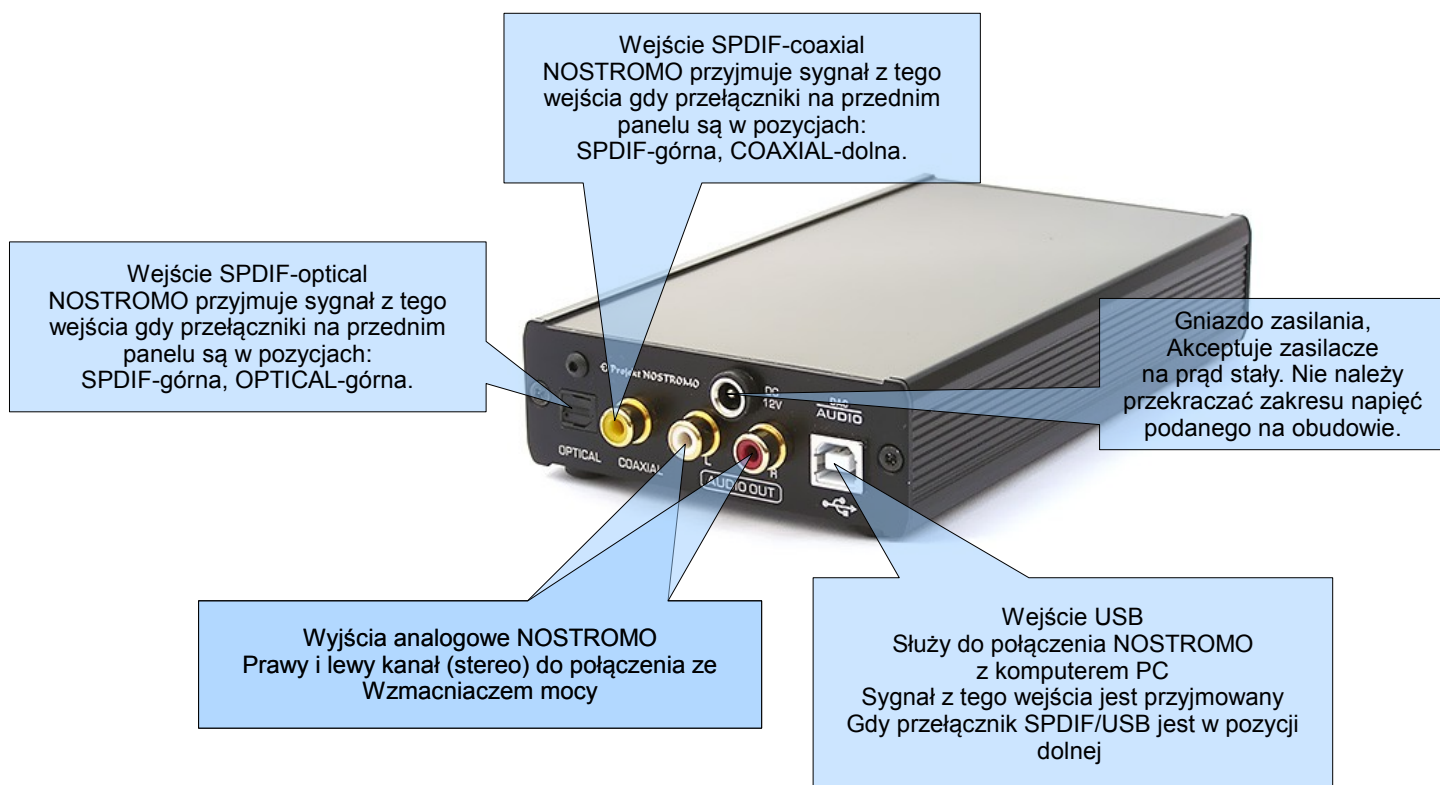 Wejście SPDIF-coaxial
NOSTROMO przyjmuje sygnał z tego
wejścia gdy przełączniki na przednim
panelu są w pozycjach:
SPDIF-górna, COAXIAL-dolna.
Wejście SPDIF-optical
NOSTROMO przyjmuje sygnał z tego
wejścia gdy przełączniki na przednim
panelu są w pozycjach:
SPDIF-górna, OPTICAL-górna.
Gniazdo zasilania,
Akceptuje zasilacze
na prąd stały. Nie należy
przekraczać zakresu napięć
podanego na obudowie.
Projekt NOSTROMO
DC
12V
DAC
AUDIO
OPTICAL
COAXIAL
L
R
AUDIO OUT
Wyjścia analogowe NOSTROMO
Prawy i lewy kanał (stereo) do połączenia ze
Wzmacniaczem mocy
Wejście USB
Służy do połączenia NOSTROMO
z komputerem PC
Sygnał z tego wejścia jest przyjmowany
Gdy przełącznik SPDIF/USB jest w pozycji
dolnej